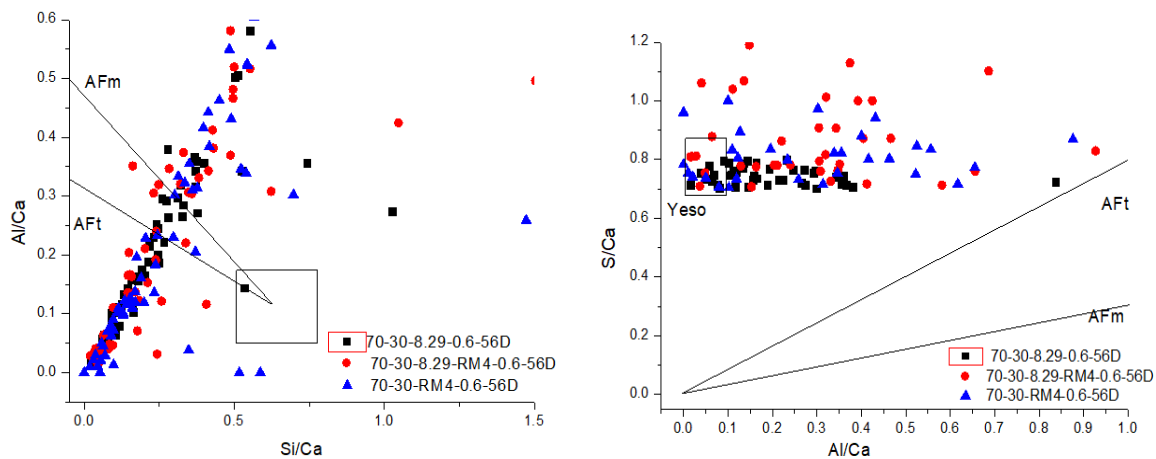 0.6
0.5
0.4
0.3
0.2
0.1
0.0
Al/Ca
AFm
AFt
70-30-8.29-0.6-56D
70-30-8.29-RM4-0.6-56D
70-30-RM4-0.6-56D
0.0 0.5 1.0 1.5
Si/Ca
1.2
1.0
0.8
0.6
0.4
0.2
0.0
S/Ca
Yeso
AFt
AFm
70-30-8.29-0.6-56D
70-30-8.29-RM4-0.6-56D
70-30-RM4-0.6-56D
0.0 0.1 0.2 0.3 0.4 0.5 0.6 0.7 0.8 0.9 1.0
Al/Ca